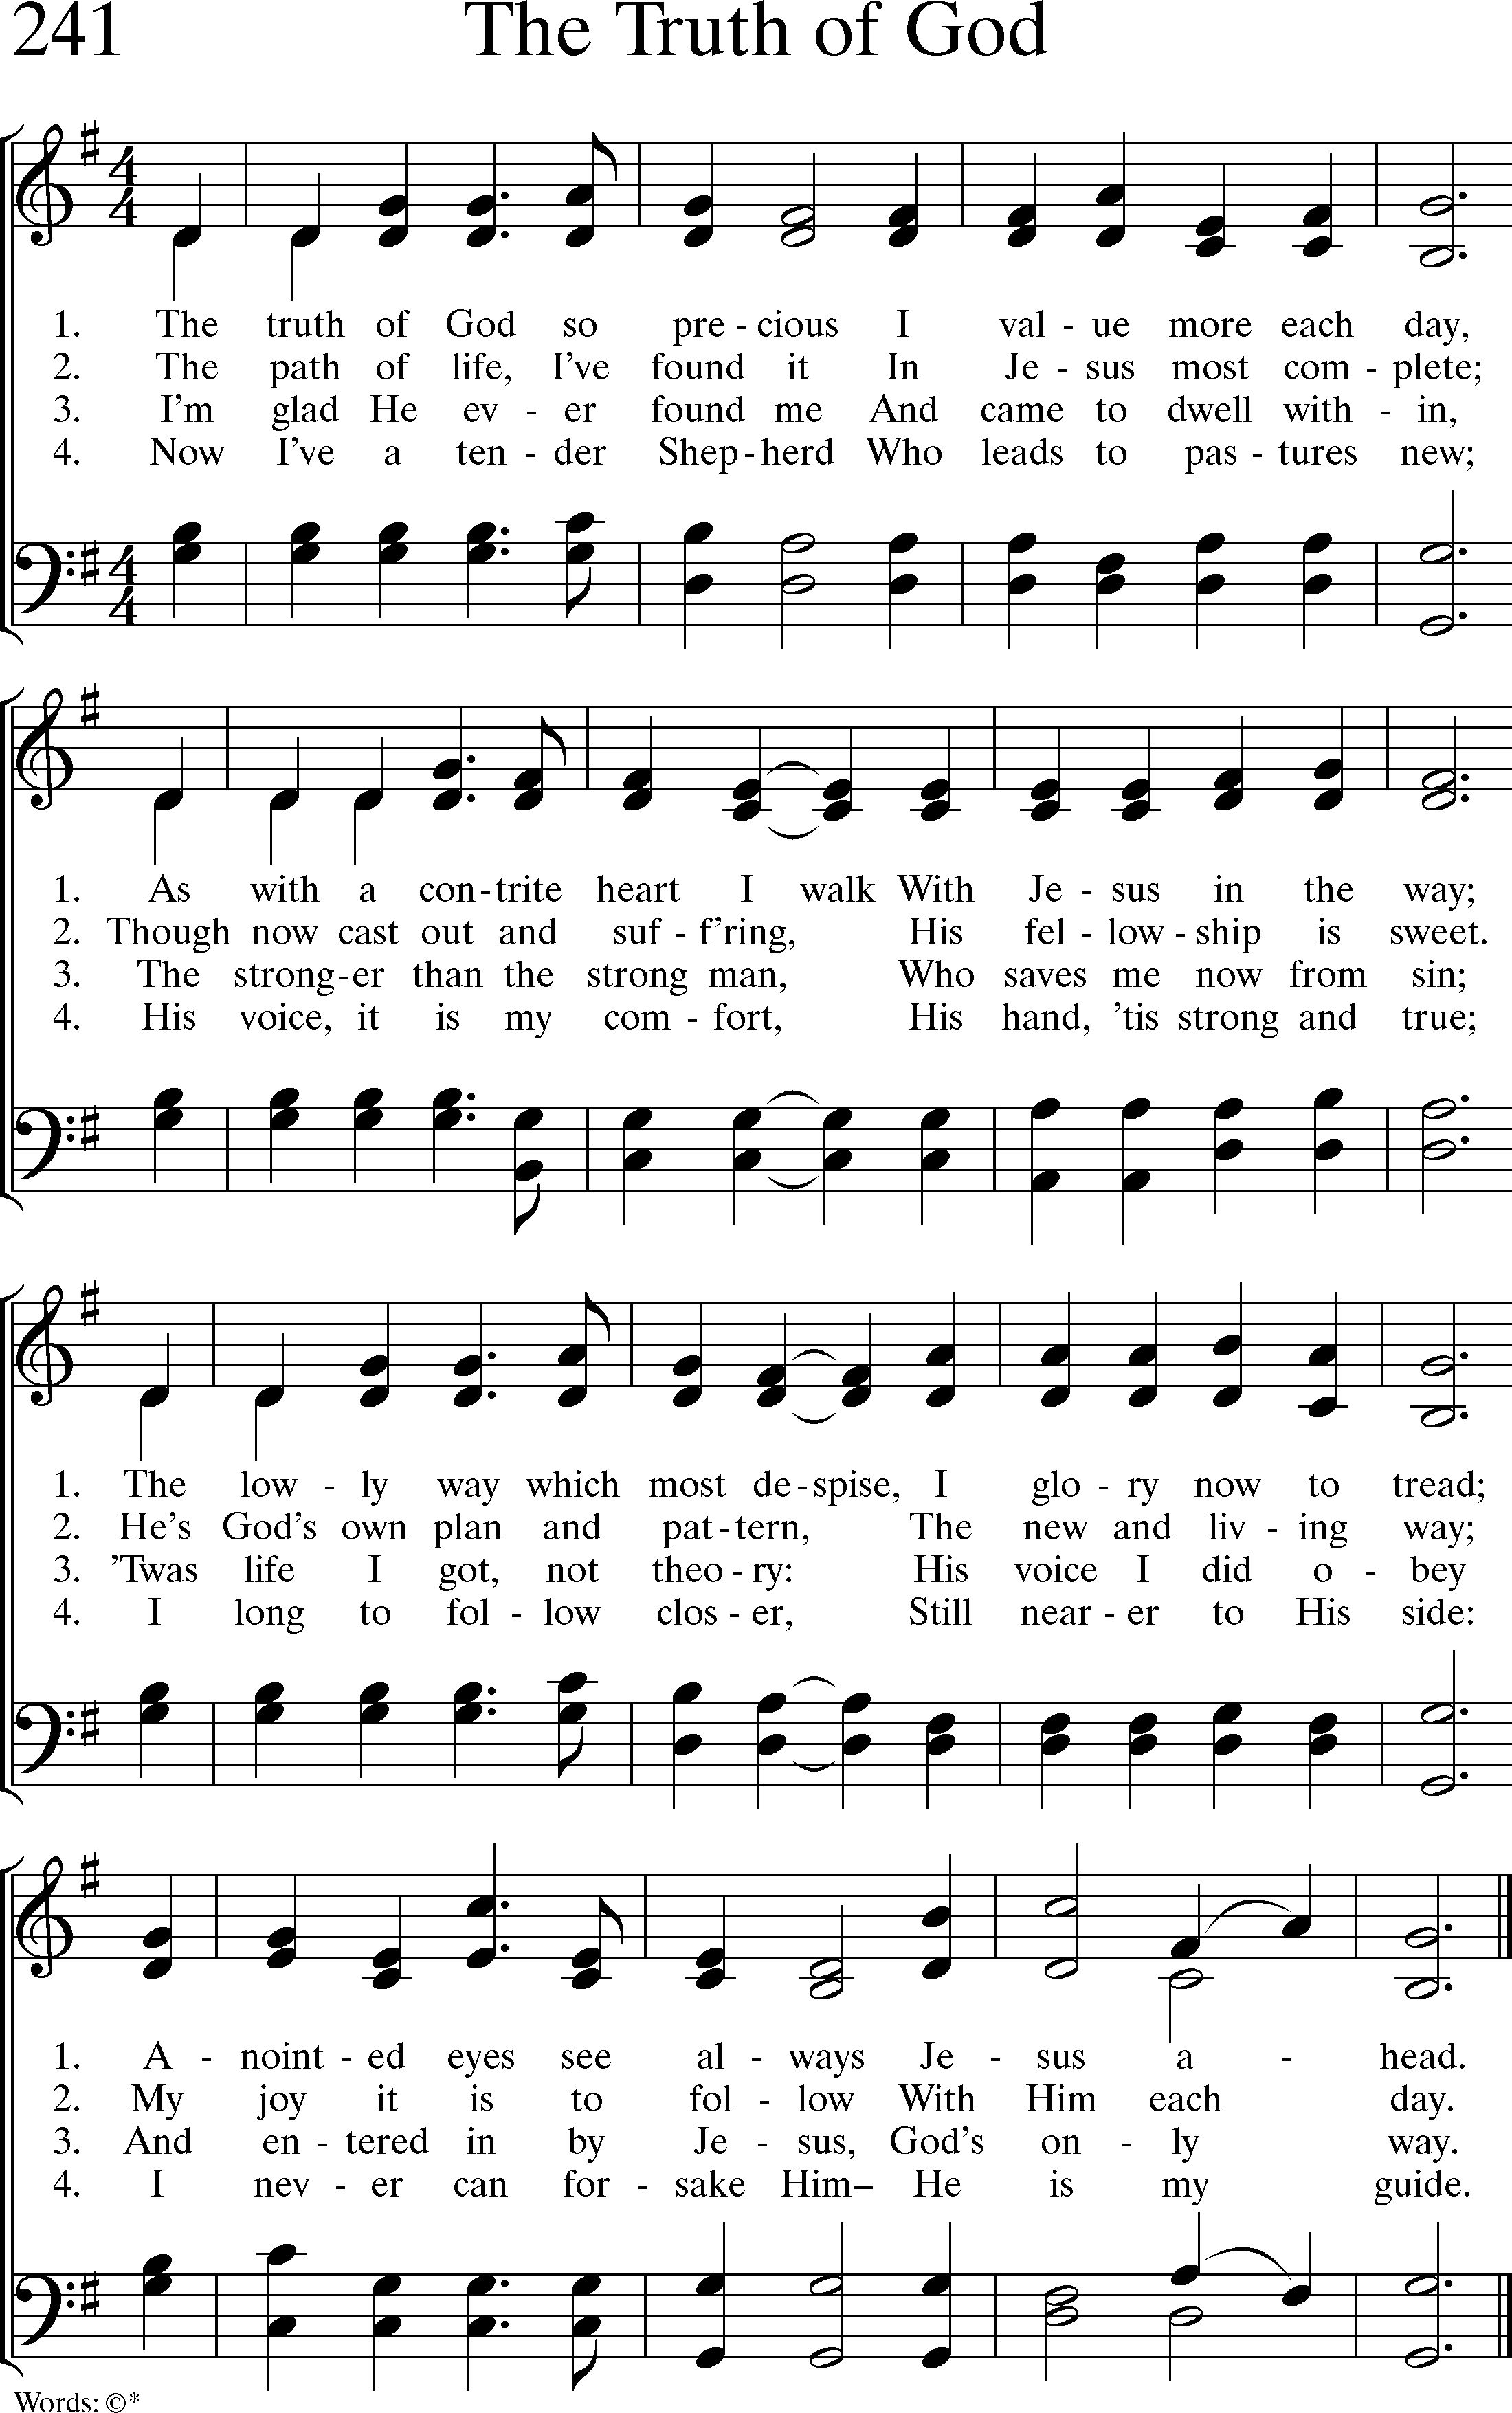 241 The Truth of God
1. The truth of God so pre - cious I val - ue more each day,
2. The path of life, I've found it In Je - sus most com - plete;
3. I'm glad He ev - er found me And came to dwell with - in,
4. Now I've a ten - der Shep - herd Who leads to pas - tures new;
1. As with a con - trite heart I walk With Je - sus in the way;
2. Though now cast out and suf - f'ring, His fel - low - ship is sweet.
3. The strong - er than the strong man, Who saves me now from sin;
4. His voice, it is my com - fort, His hand, 'tis strong and true;
1. The low - ly way which most de - spise, I glo - ry now to tread;
2. He's God's own plan and pat - tern, The new and liv - ing way;
3. 'Twas life I got, not theo - ry: His voice I did o - bey
4. I long to fol - low clos - er, Still near - er to His side:
1. A - noint - ed eyes see al - ways Je - sus a - head.
2. My joy it is to fol - low With Him each day.
3. And en - tered in by Je - sus, God's on - ly way.
4. I nev - er can for - sake Him– He is my guide.
Words: ©*